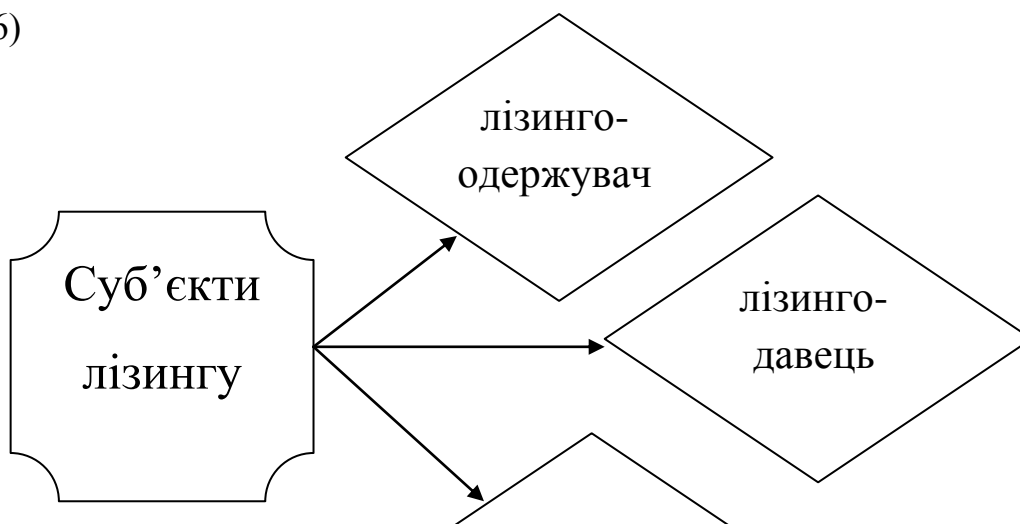 б)
лізинго-
одержувач
Суб’єкти
лізингу
лізинго-
давець